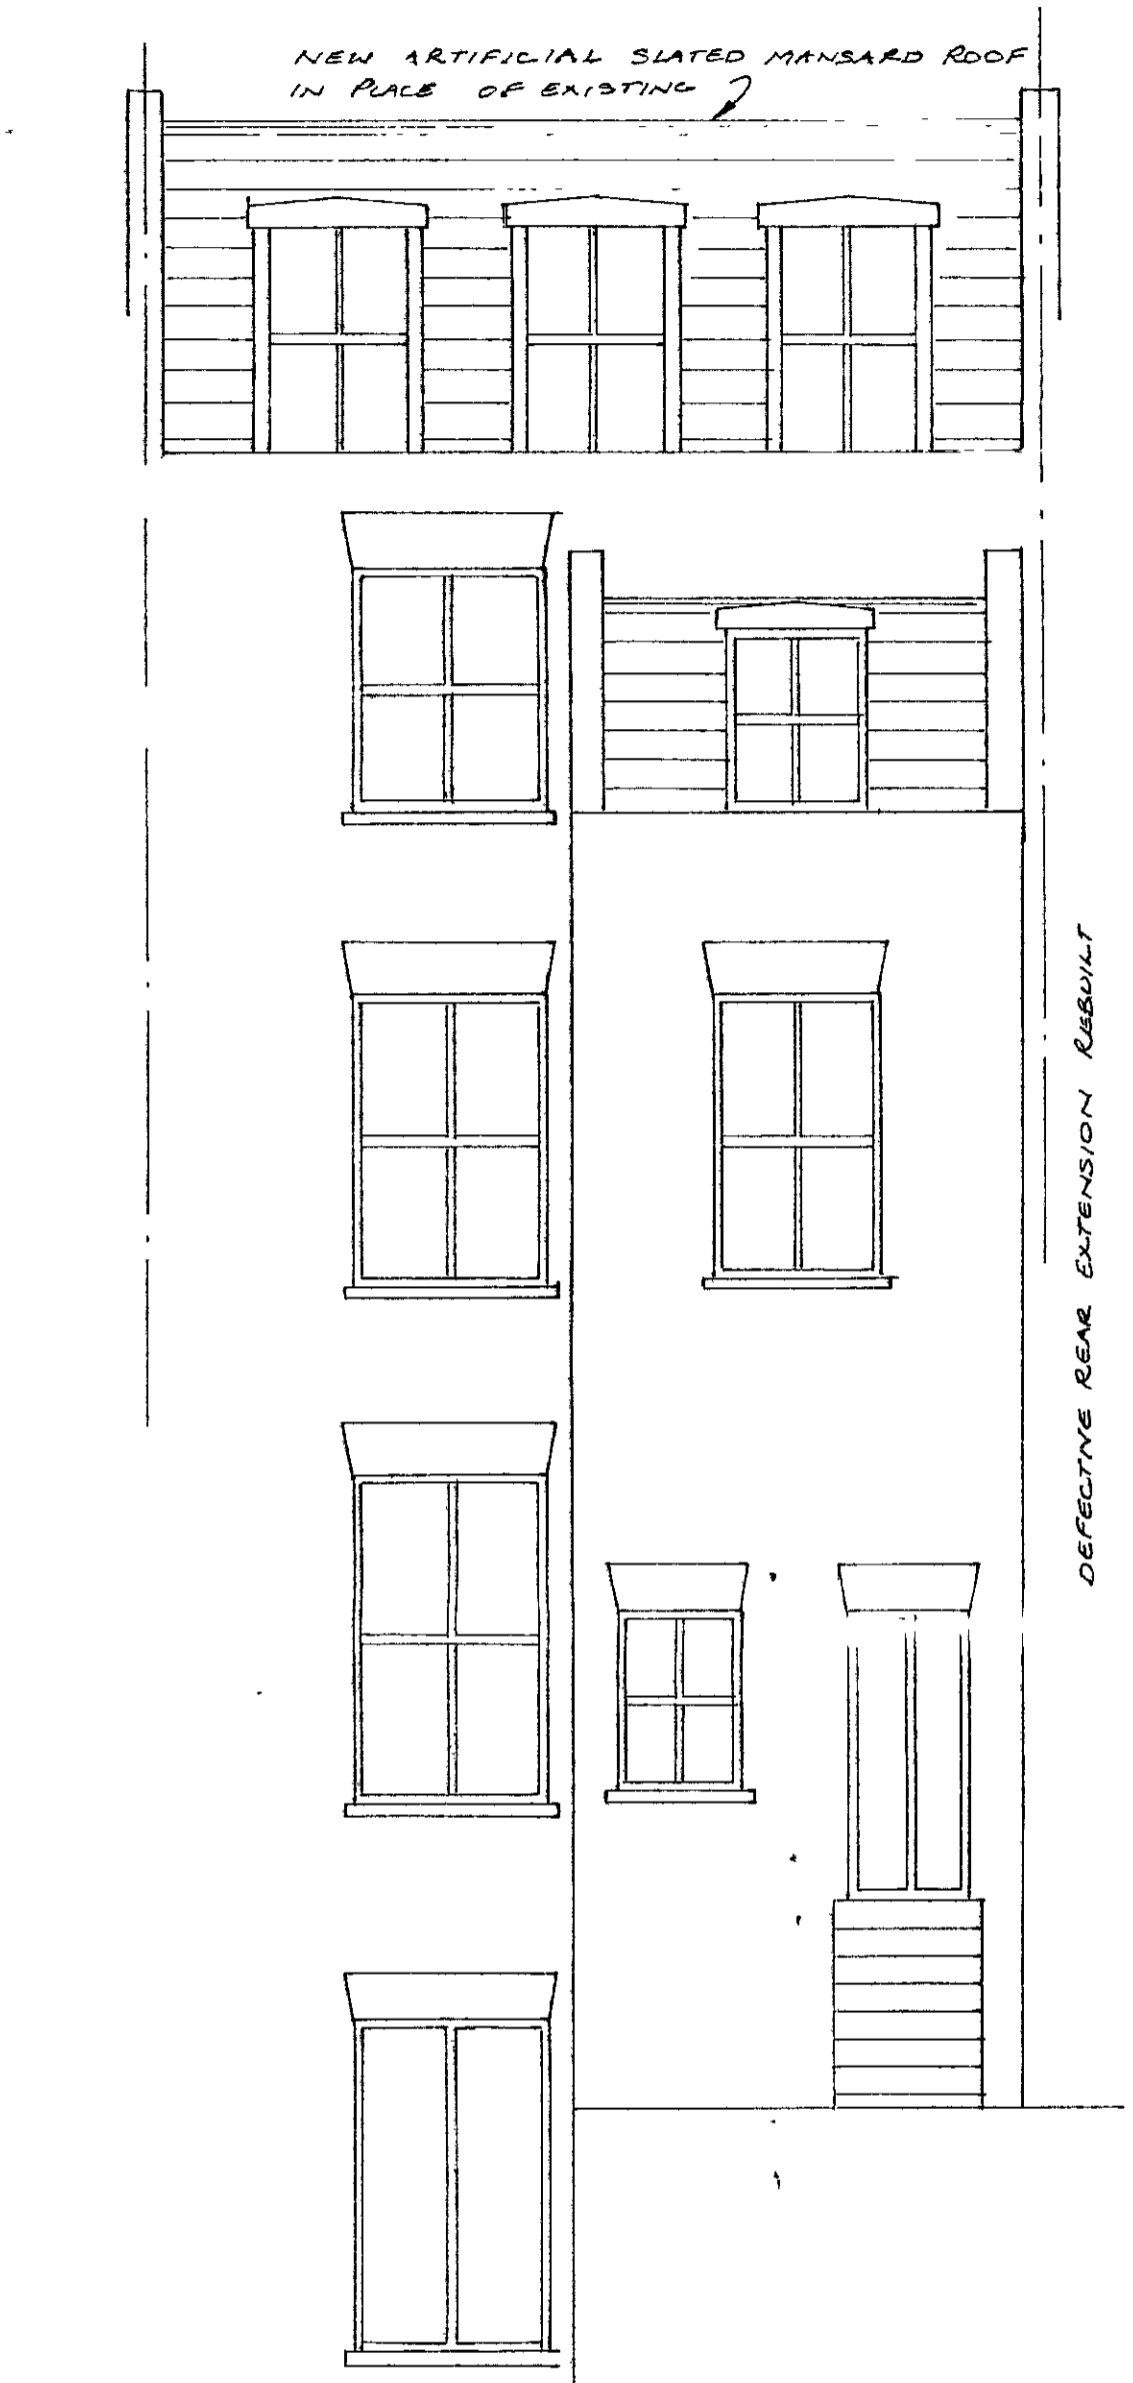 NEW ARTIFICIAL SLATED MANSARD ROOF
IN PLACE OF EXISTING
DEFECTIVE REAR EXTENSION REBUILT